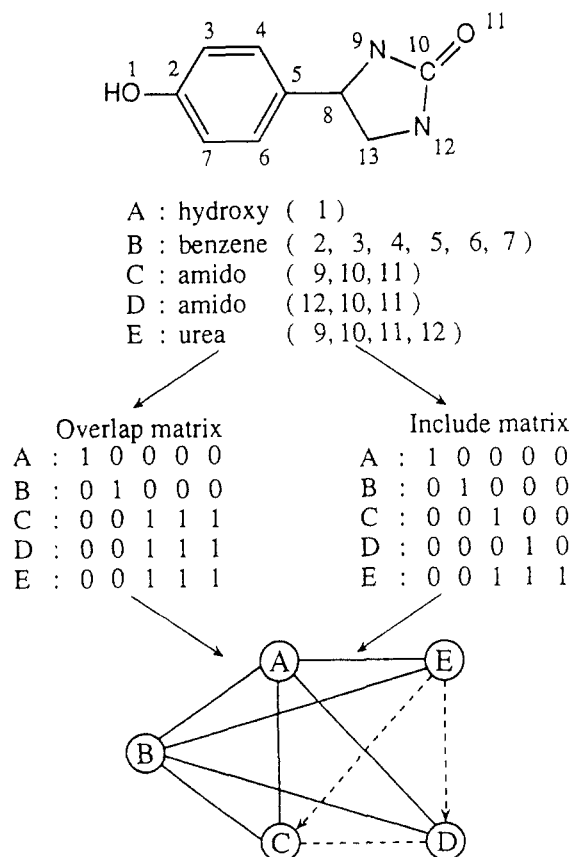 O 11
3 4 9 N 10 C
1 2 5
HO
8 N 12
7 6 13
A : hydroxy ( 1 )
B : benzene ( 2, 3, 4, 5, 6, 7 )
C : amido ( 9, 10, 11 )
D : amido ( 12, 10, 11 )
E : urea ( 9, 10, 11, 12 )
Overlap matrix
A : 1 0 0 0 0
B : 0 1 0 0 0
C : 0 0 1 1 1
D : 0 0 1 1 1
E : 0 0 1 1 1
Include matrix
A : 1 0 0 0 0
B : 0 1 0 0 0
C : 0 0 1 0 0
D : 0 0 0 1 0
E : 0 0 1 1 1
A E
B
C D